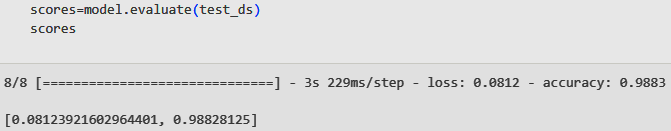 scores=model.evaluate(test_ds)
scores
8/8 [==============================] - 3s 229ms/step - loss: 0.0812 - accuracy: 0.9883
[0.08123921602964401, 0.98828125]